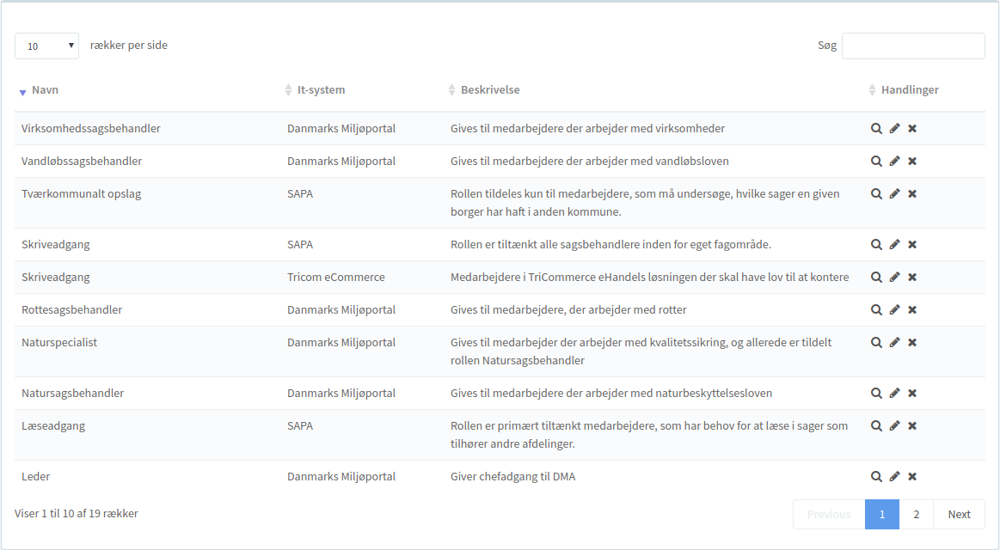 10 rækker per side Søg
Navn It-system Beskrivelse Handlinger
Virksomhedssagsbehandler Danmarks Miljøportal Gives til medarbejdere der arbejder med virksomheder
Vandløbssagsbehandler Danmarks Miljøportal Gives til medarbejdere der arbejder med vandløbsloven
Tværkommunalt opslag SAPA Rollen tildeles kun til medarbejdere, som må undersøge, hvilke sager en given
borger har haft i anden kommune.
Skriveadgang SAPA Rollen er tiltænkt alle sagsbehandlere inden for eget fagområde.
Skriveadgang Tricom eCommerce Medarbejdere i TriCommerce eHandels løsningen der skal have lov til at kontere
Rottesagsbehandler Danmarks Miljøportal Gives til medarbejdere, der arbejder med rotter
Naturspecialist Danmarks Miljøportal Gives til medarbejder der arbejder med kvalitetssikring, og allerede er tildelt
rollen Natursagsbehandler
Natursagsbehandler Danmarks Miljøportal Gives til medarbejdere der arbejder med naturbeskyttelsesloven
Læseadgang SAPA Rollen er primært tiltænkt medarbejdere, som har behov for at læse i sager som
tilhører andre afdelinger.
Leder Danmarks Miljøportal Giver chefadgang til DMA
Viser 1 til 10 af 19 rækker Previous 1 2 Next